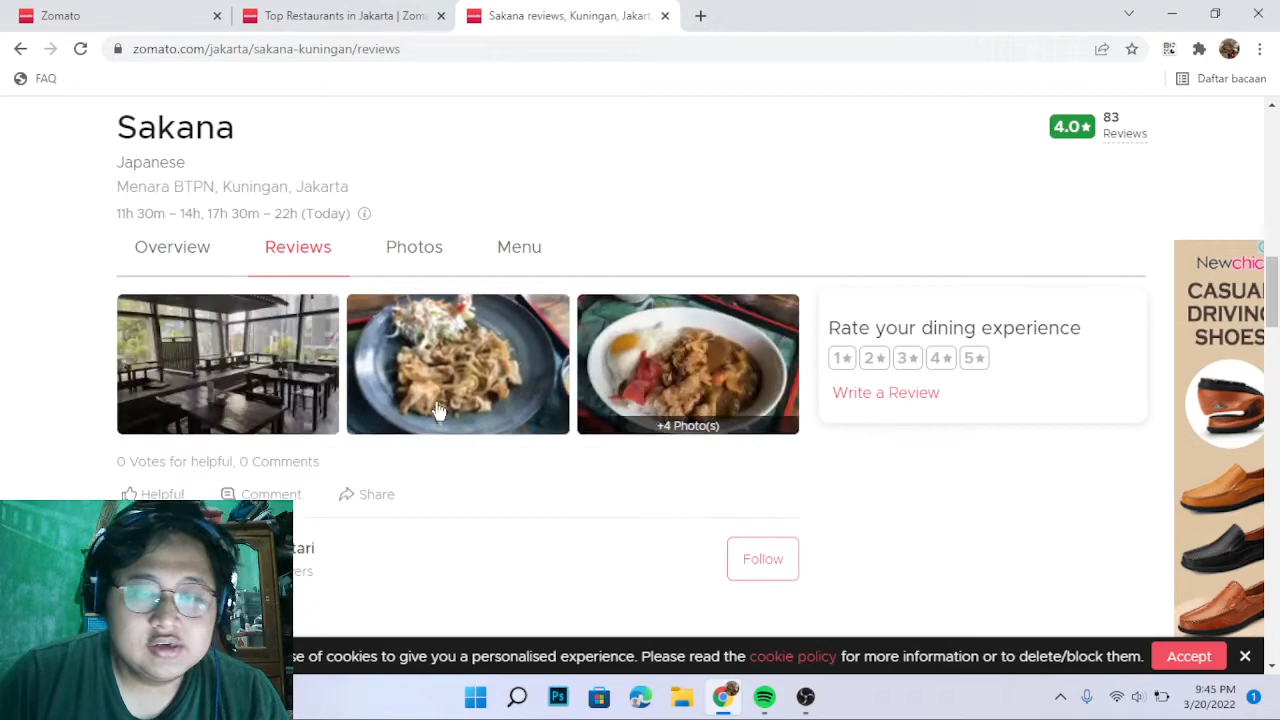 Zomato
Top Restaurants in Jakarta | Zom
Sakana reviews, Kuningan, Jakart
zomato.com/jakarta/sakana-kuningan/reviews
FAQ
Daftar bacaan
Sakana
4.0★
83
Reviews
Japanese
Menara BTPN, Kuningan, Jakarta
11h 30m – 14h, 17h 30m – 22h (Today)
Overview
Reviews
Photos
Menu
Newchic
CASUAL
DRIVING
SHOES
Rate your dining experience
1★ 2★ 3★ 4★ 5★
Write a Review
+4 Photo(s)
0 Votes for helpful, 0 Comments
Helpful
Comment
Share
tari
ers
Follow
se of cookies to give you a personalised experience. Please read the cookie policy for more information or to delete/block them.
Accept
Ps
9:45 PM
3/20/2022
1